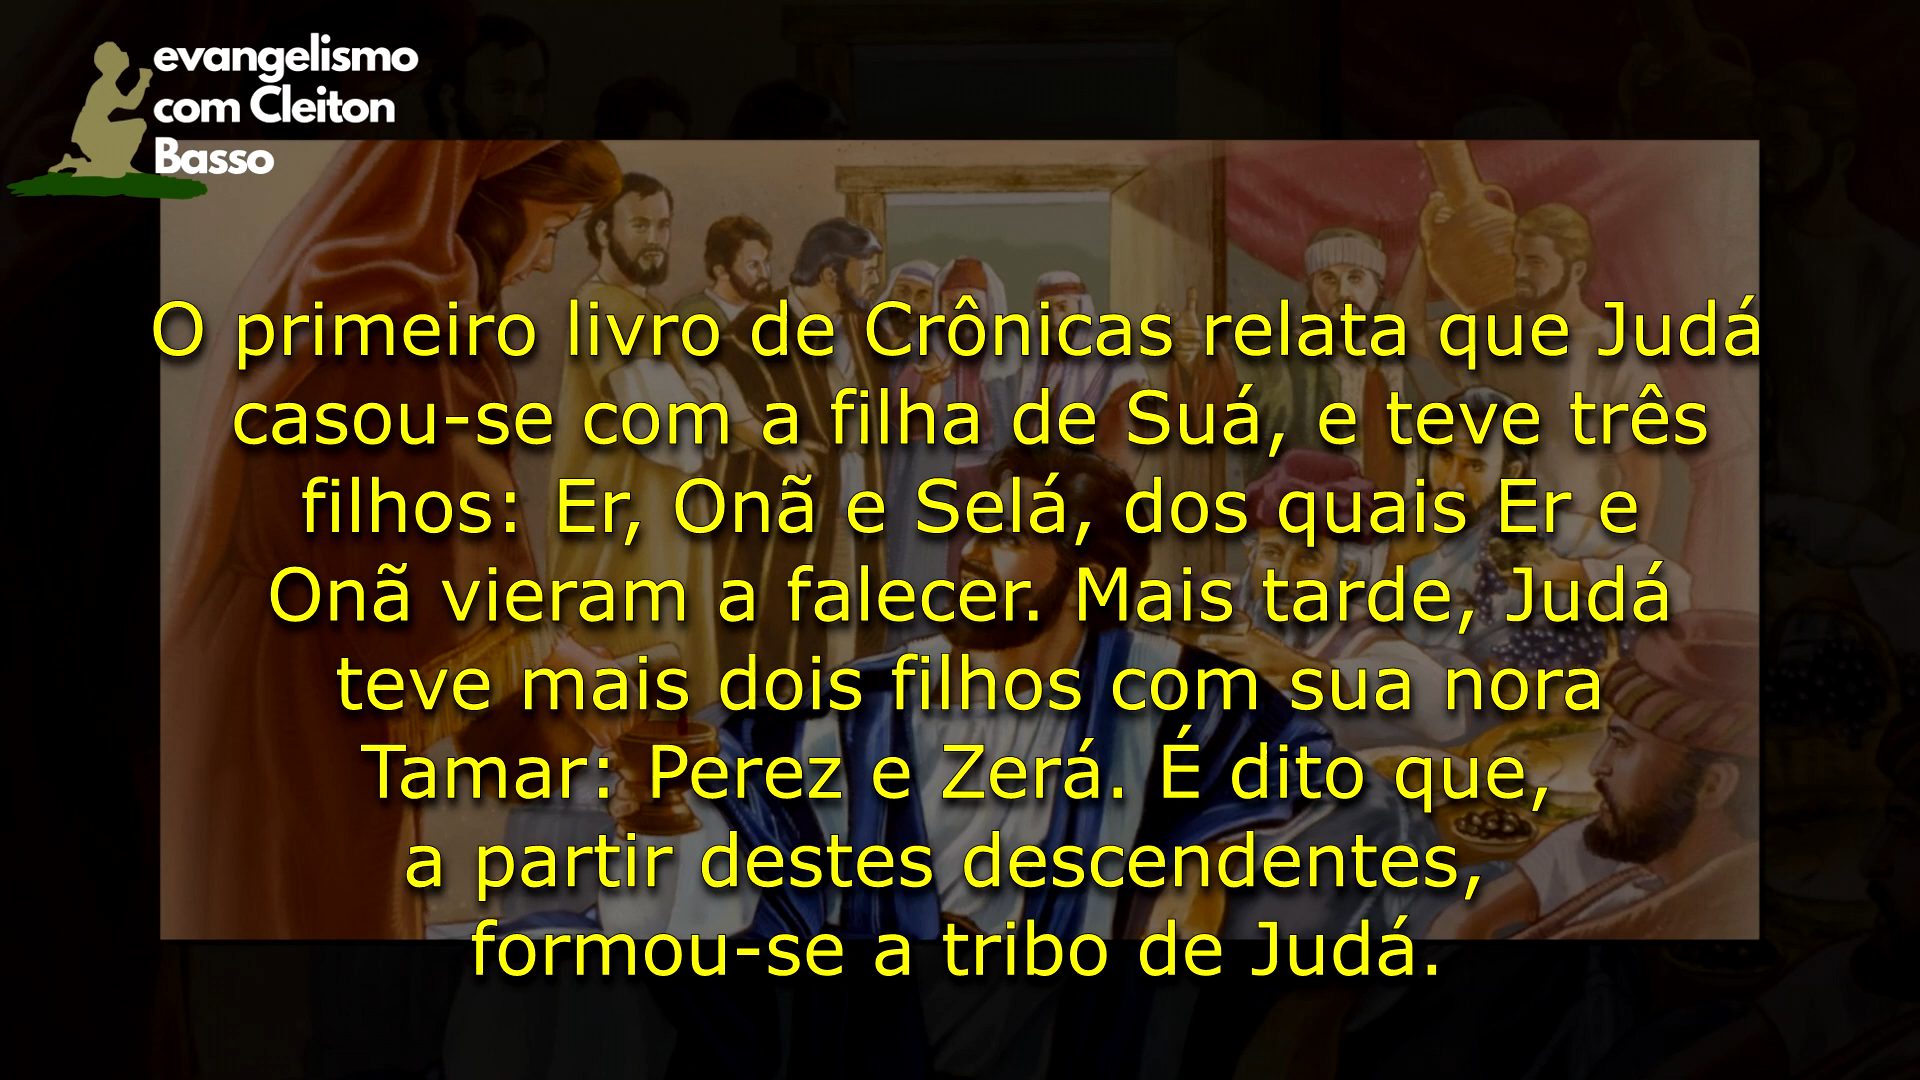 evangelismo
com Cleiton
Basso
O primeiro livro de Crônicas relata que Judá
casou-se com a filha de Suá, e teve três
filhos: Er, Onã e Selá, dos quais Er e
Onã vieram a falecer. Mais tarde, Judá
teve mais dois filhos com sua nora
Tamar: Perez e Zerá. É dito que,
a partir destes descendentes,
formou-se a tribo de Judá.